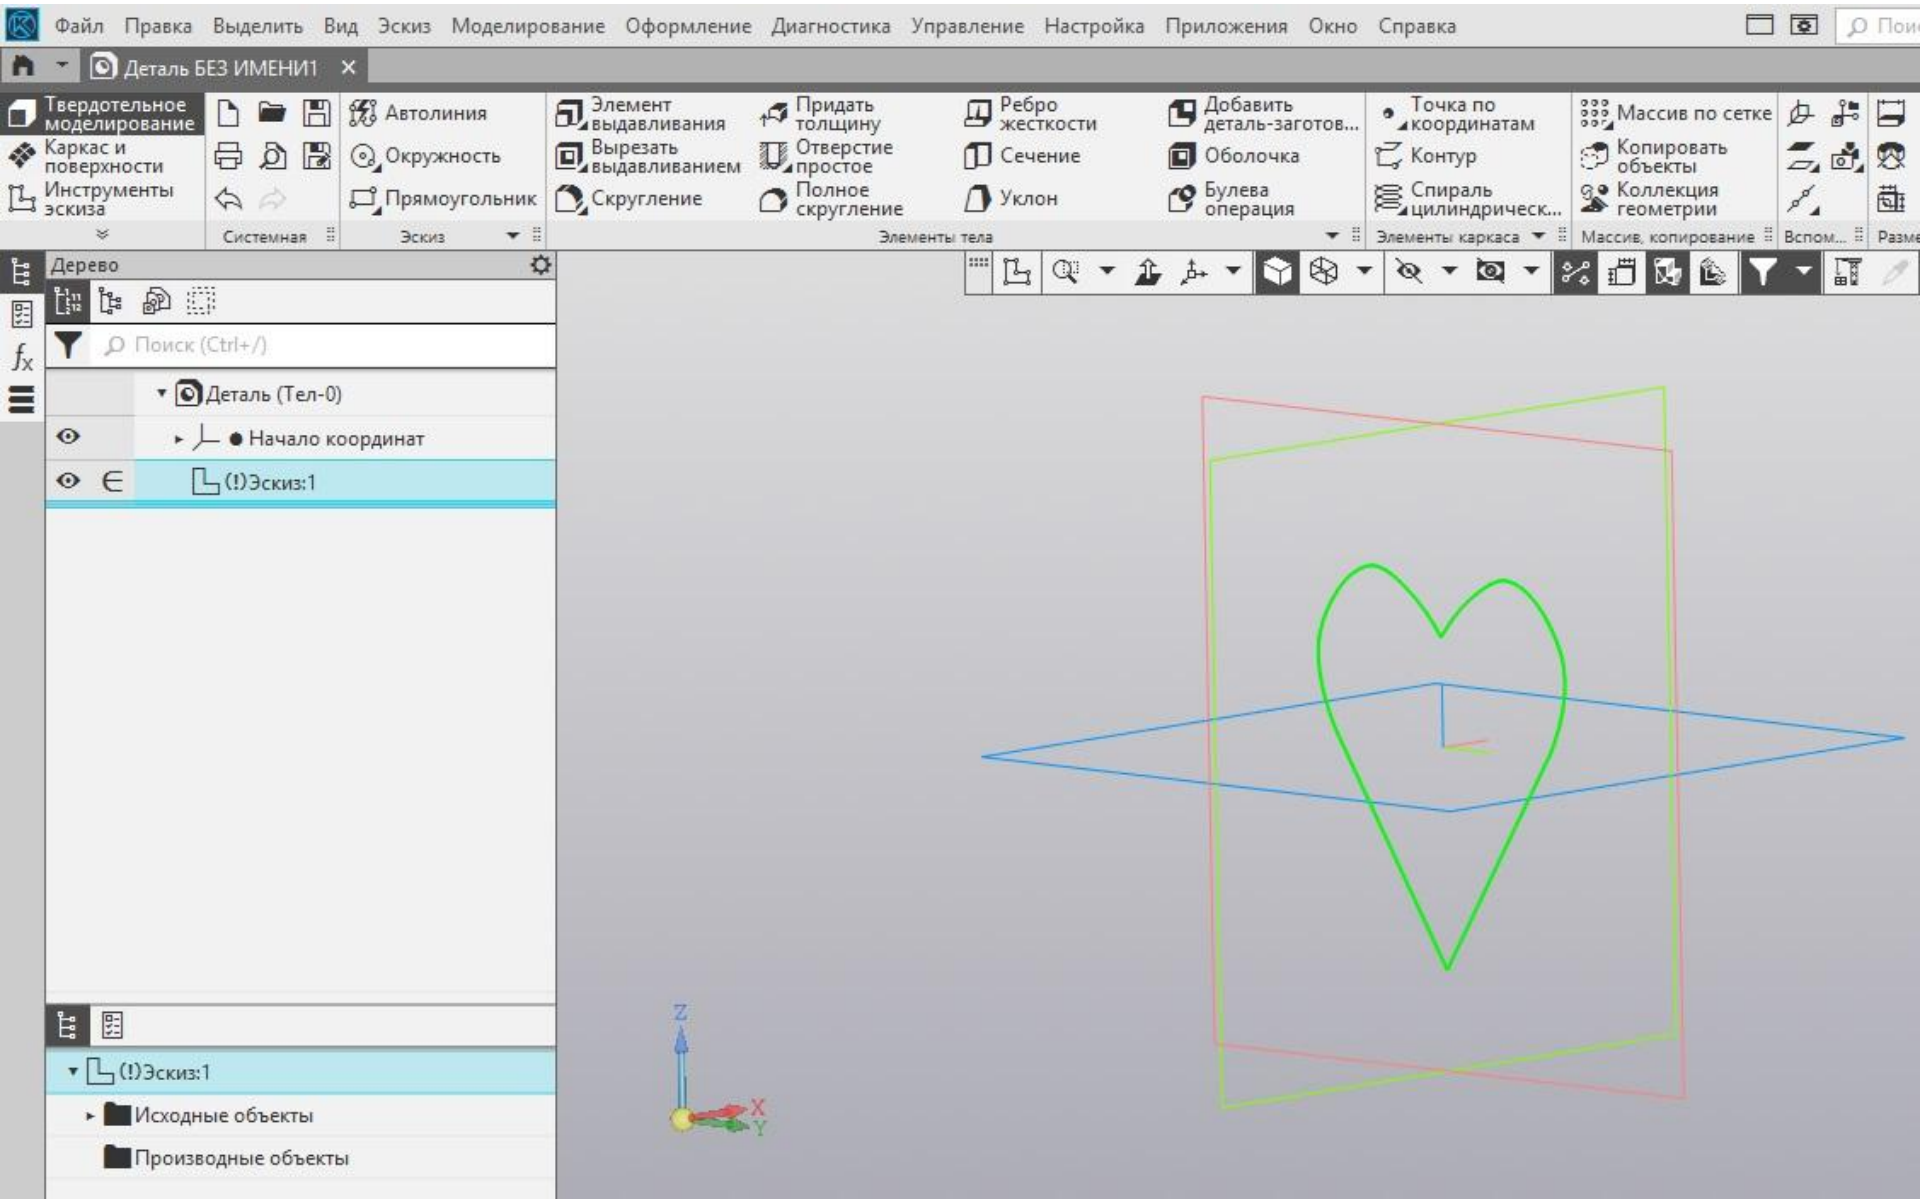 Файл Правка Выделить Вид Эскиз Моделирование Оформление Диагностика Управление Настройка Приложения Окно Справка
Деталь БЕЗ ИМЕНИ1
Твердотельное
моделирование
Каркас и
поверхности
Инструменты
эскиза
Системная
Автолиния
Окружность
Прямоугольник
Эскиз
Элемент
выдавливания
Вырезать
выдавливанием
Скругление
Придать
толщину
Отверстие
простое
Полное
скругление
Ребро
жесткости
Сечение
Уклон
Добавить
деталь-заготов...
Оболочка
Булева
операция
Элементы тела
Точка по
координатам
Контур
Спираль
цилиндрическ...
Элементы каркаса
Массив по сетке
Копировать
объекты
Коллекция
геометрии
Массив, копирование
Вспом...
Дерево
Поиск (Ctrl+/)
Деталь (Тел-0)
Начало координат
(!)Эскиз:1
(!)Эскиз:1
Исходные объекты
Производные объекты
Z
X
Y